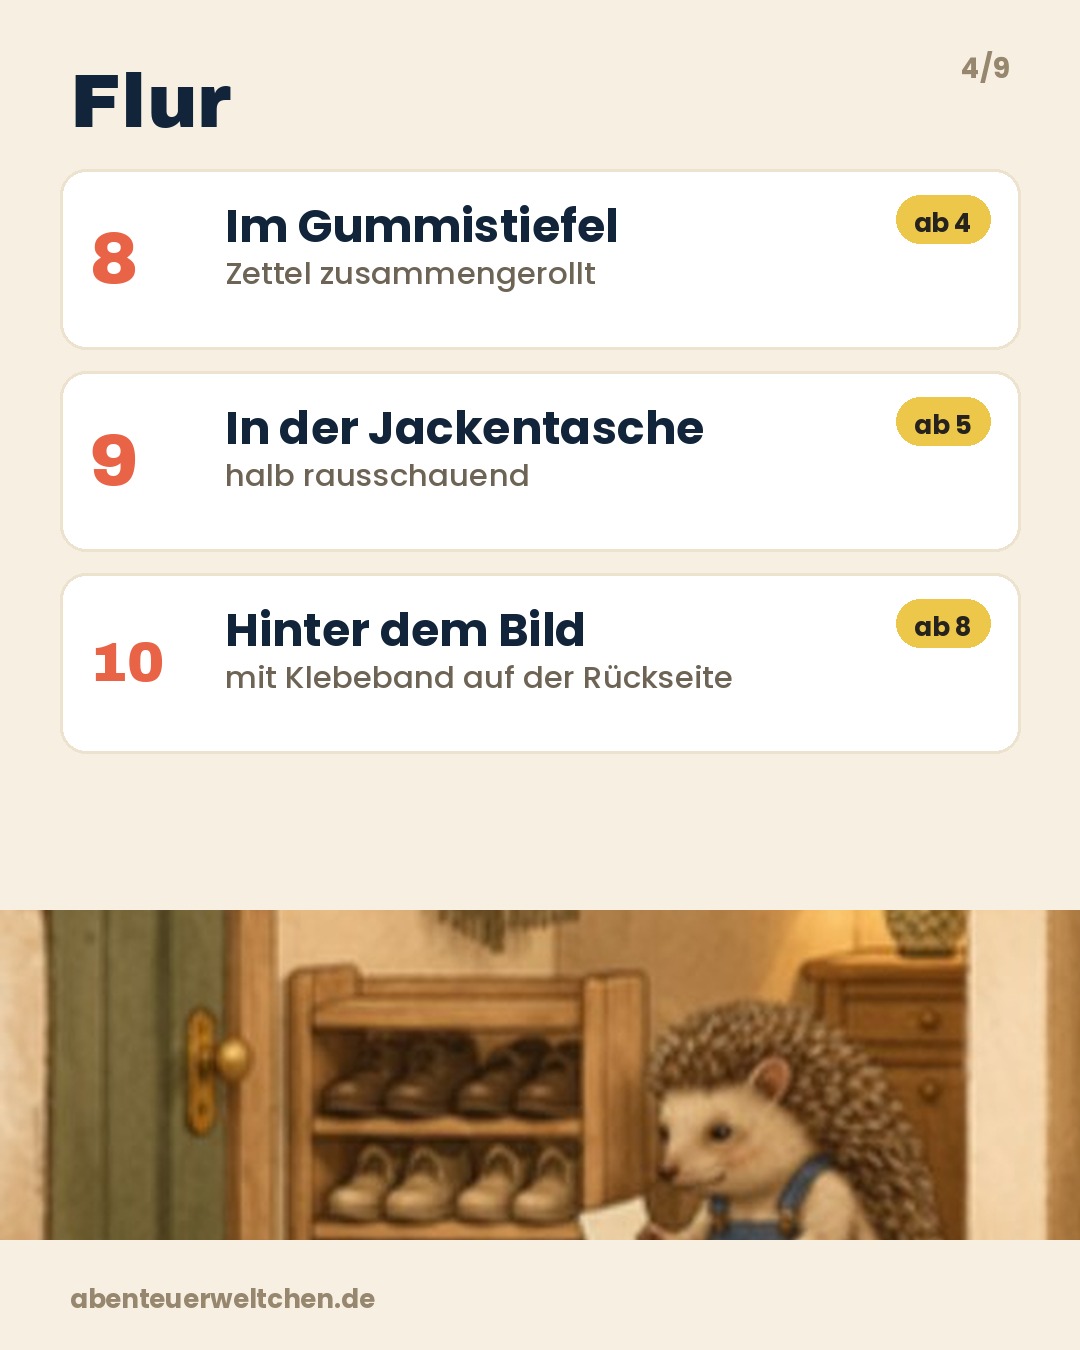 Flur
4/9
8
Im Gummistiefel
ab 4
Zettel zusammengerollt
9
In der Jackentasche
ab 5
halb rausschauend
10
Hinter dem Bild
ab 8
mit Klebeband auf der Rückseite
abenteuerweltchen.de